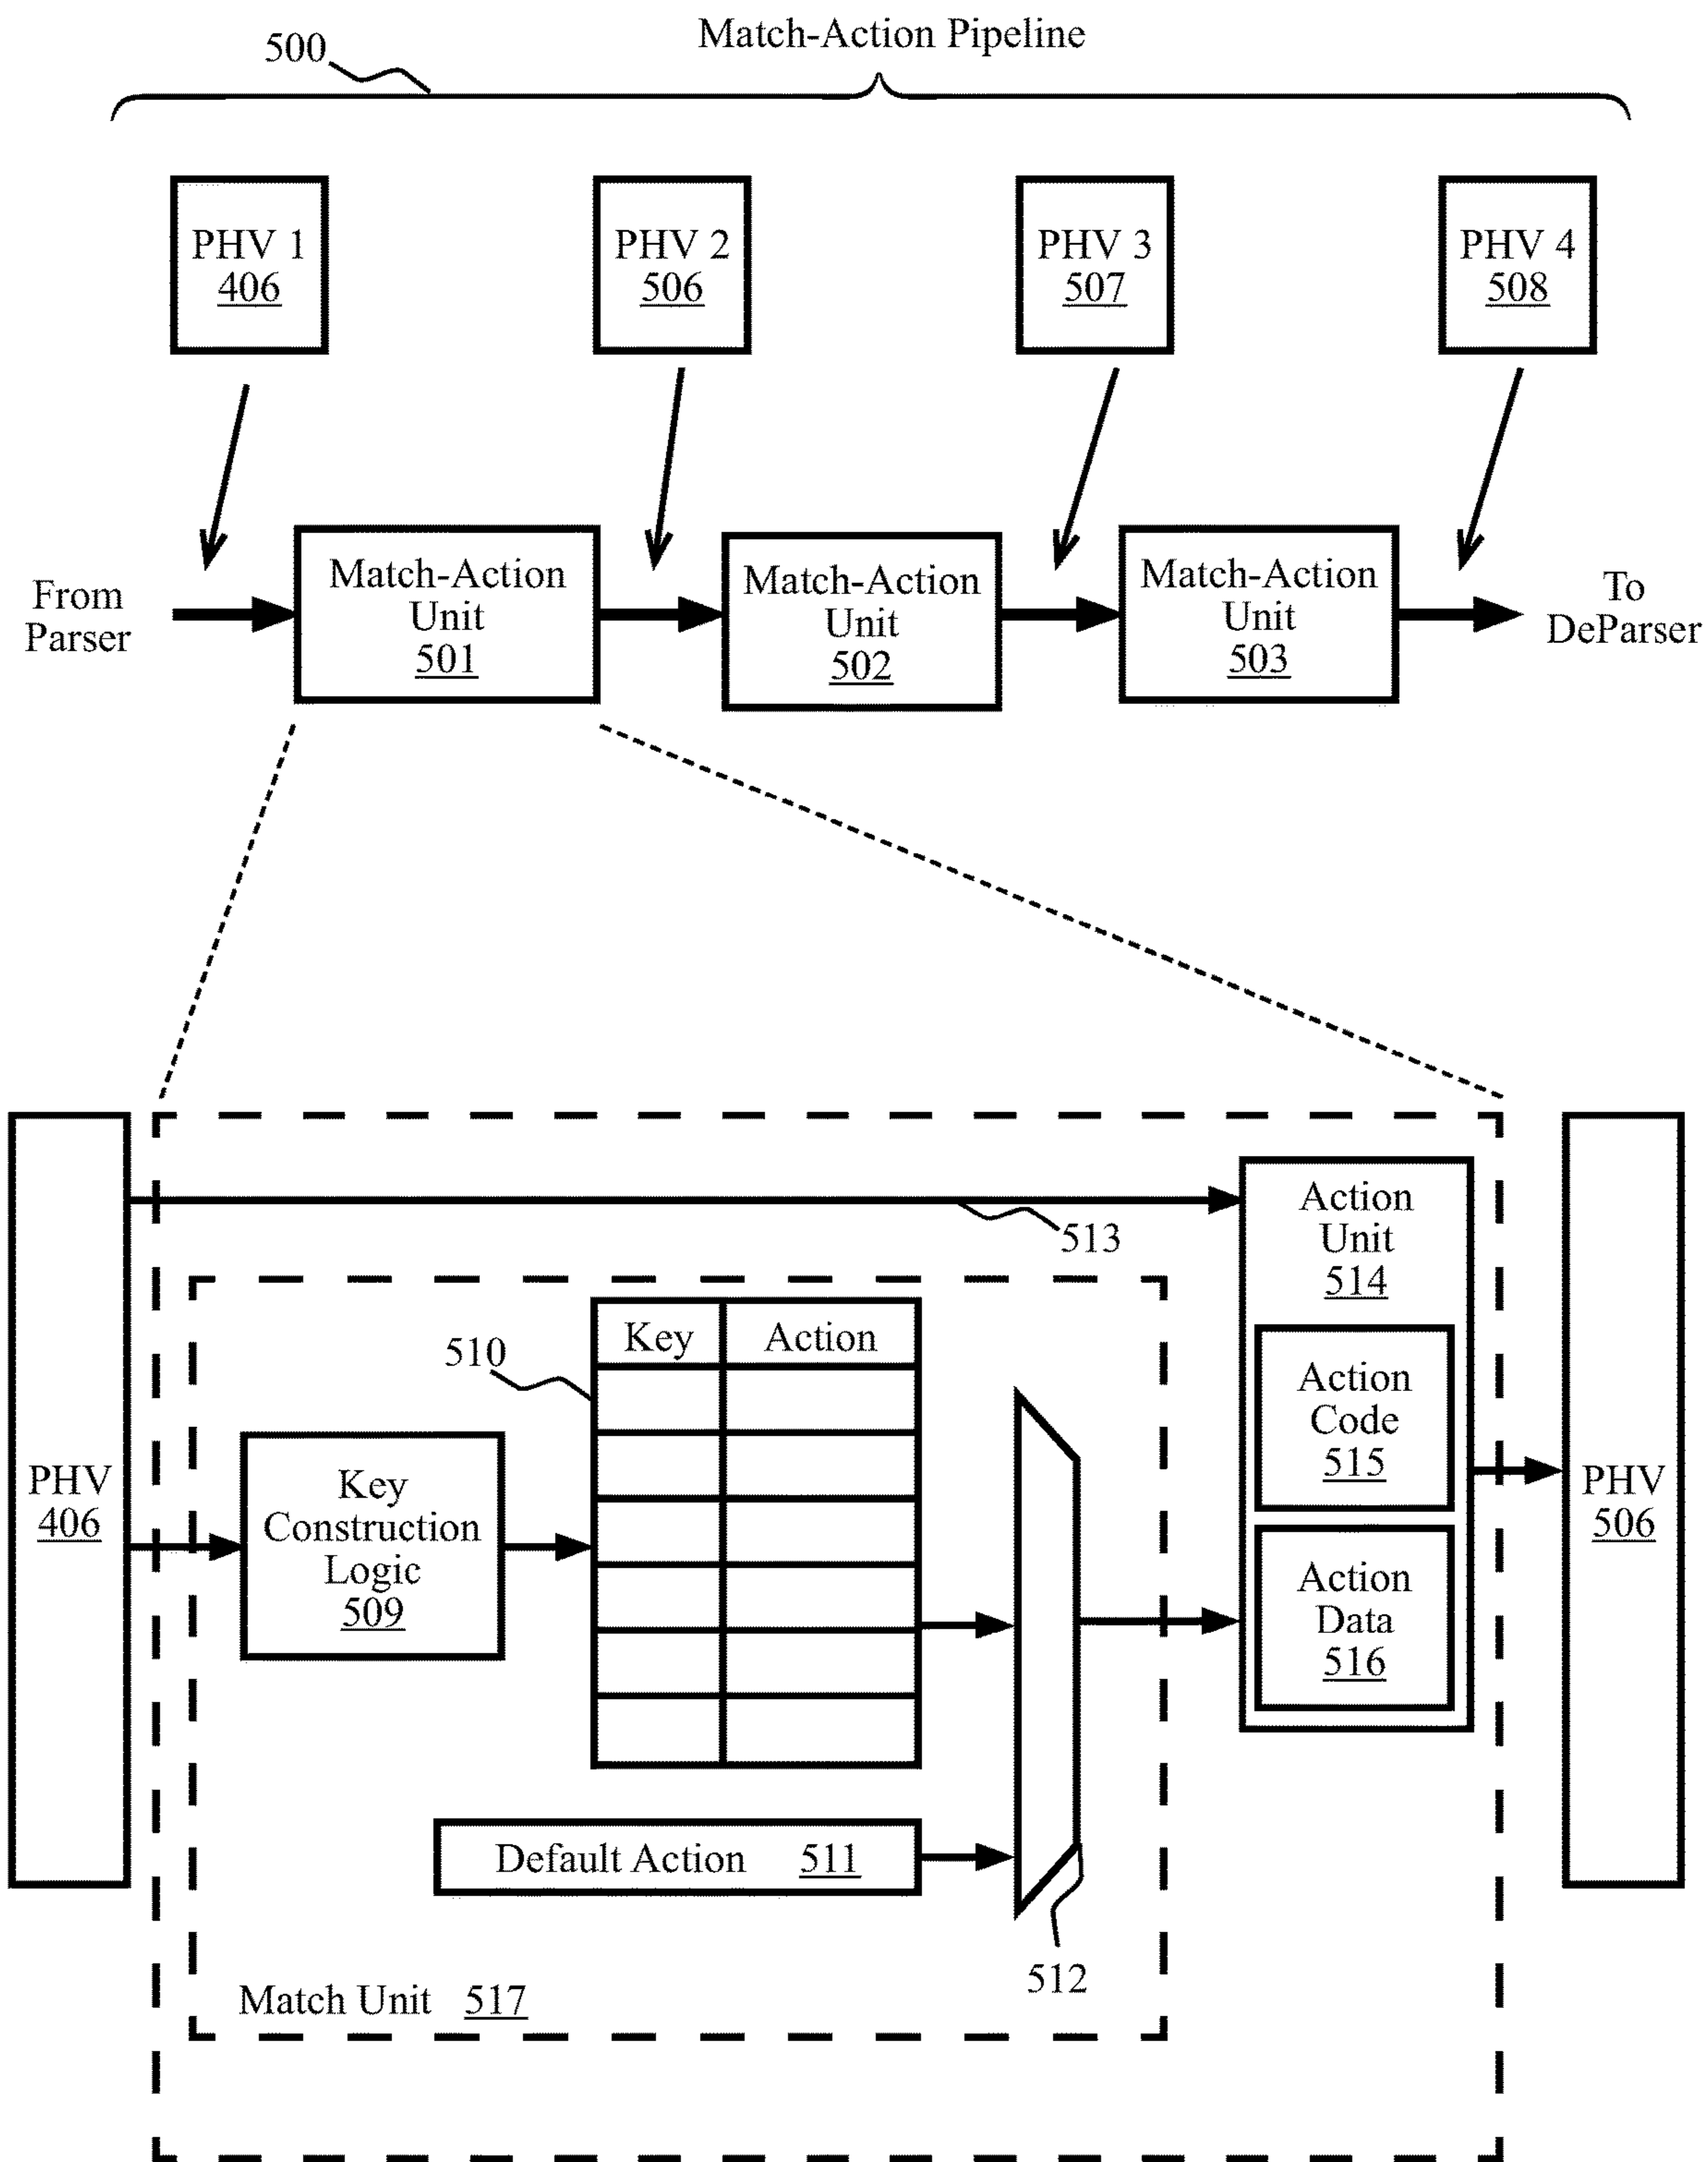 Match-Action Pipeline
500
PHV 1
406
PHV 2
506
PHV 3
507
PHV 4
508
From
Parser
Match-Action
Unit
501
Match-Action
Unit
502
Match-Action
Unit
503
To
DeParser
PHV
406
513
Action
Unit
514
Action
Code
515
Action
Data
516
PHV
506
510
Key
Action
Key
Construction
Logic
509
Default Action 511
512
Match Unit 517